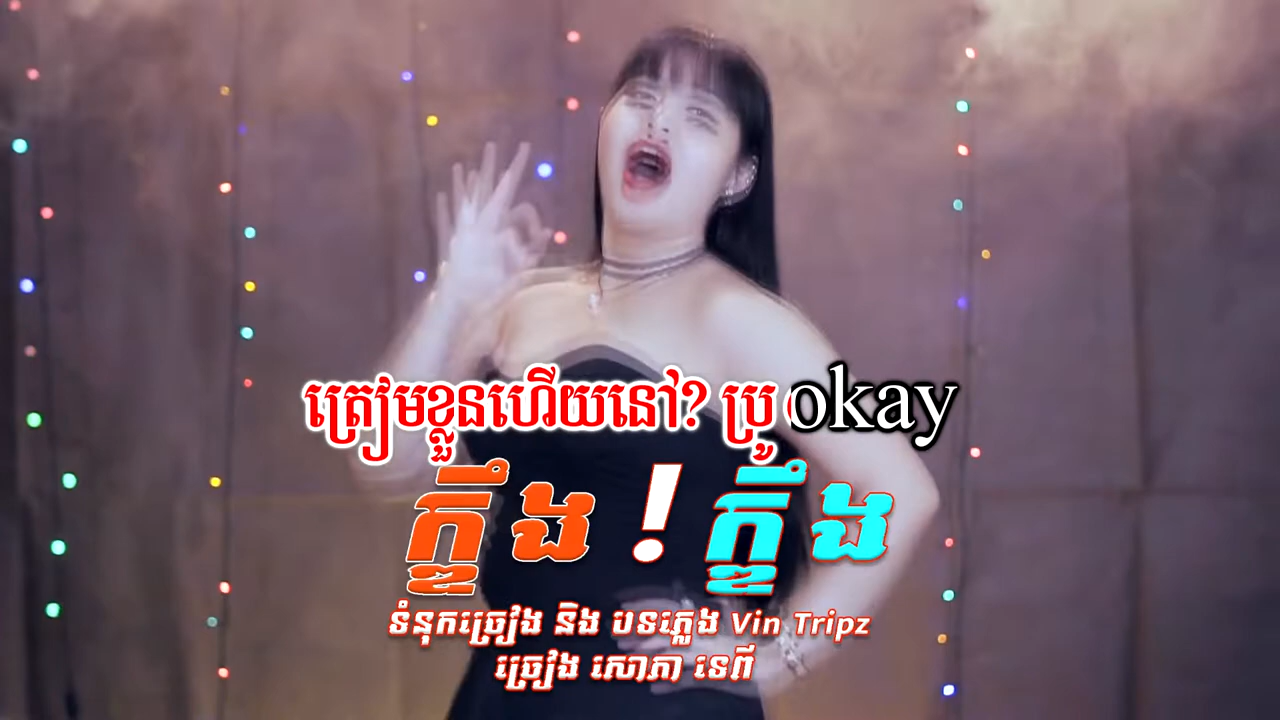 ត្រៀមខ្លួនហើយនៅ? ប្រូ okay
ក្ឌឹង ! ក្ឌឹង
ទំនុកច្រៀង និង បទភ្លេង Vin Tripz
ច្រៀង សោភា ទេពី